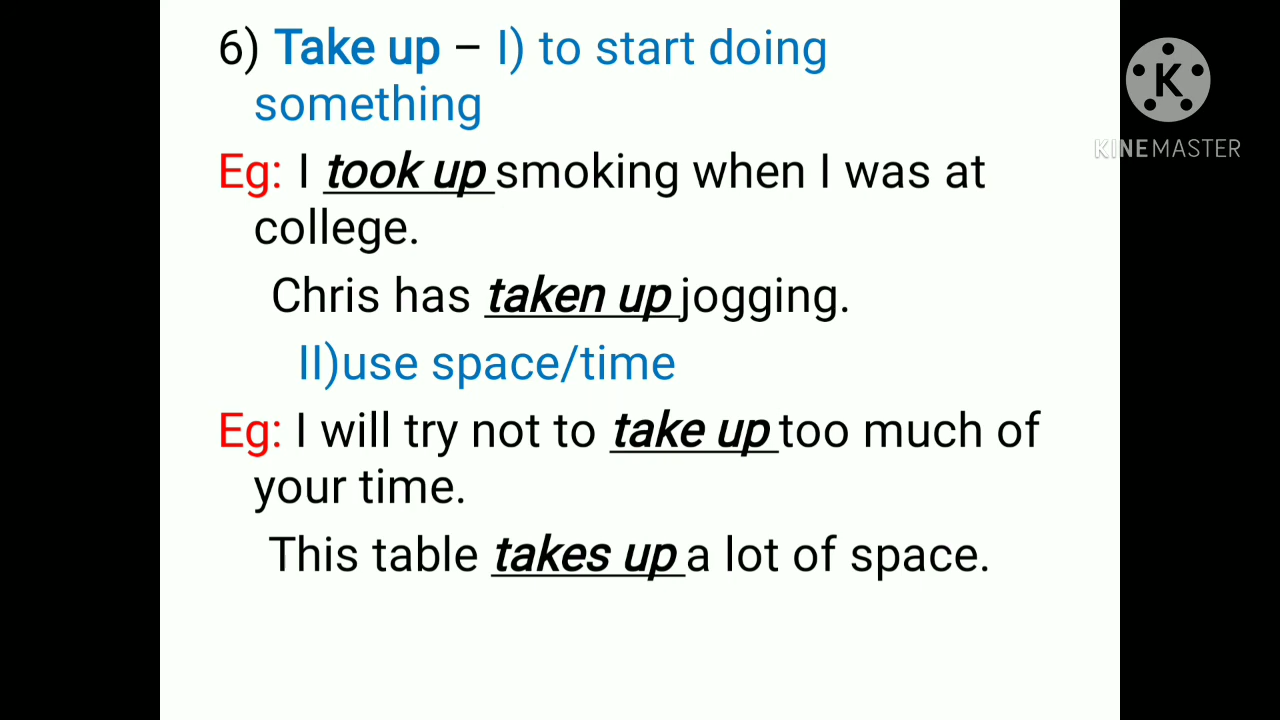 6) Take up – I) to start doing
something
Eg: I took up smoking when I was at
college.
Chris has taken up jogging.
II)use space/time
Eg: I will try not to take up too much of
your time.
This table takes up a lot of space.
K
KINEMASTER